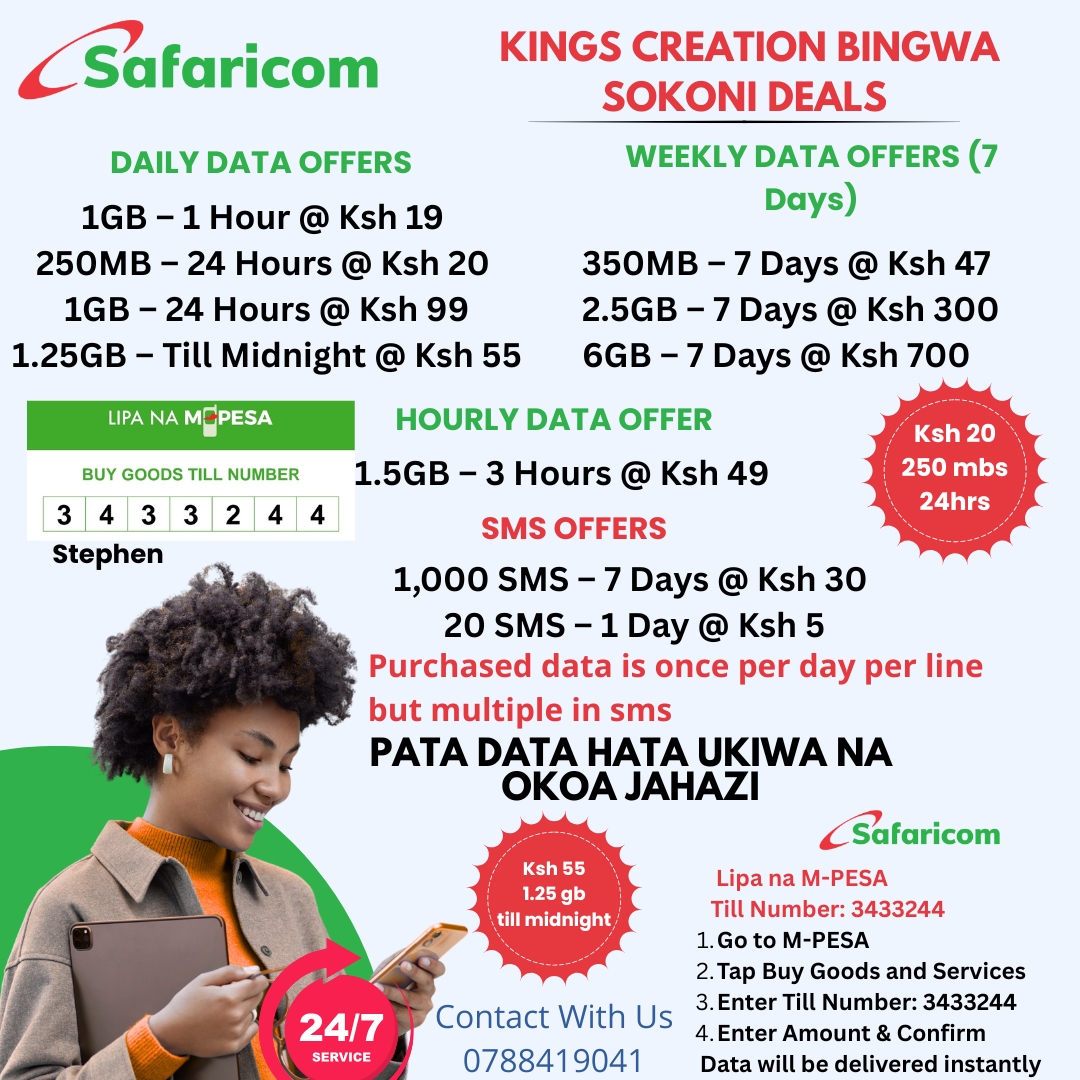 Safaricom
KINGS CREATION BINGWA
SOKONI DEALS
DAILY DATA OFFERS
1GB – 1 Hour @ Ksh 19
250MB – 24 Hours @ Ksh 20
1GB – 24 Hours @ Ksh 99
1.25GB – Till Midnight @ Ksh 55
WEEKLY DATA OFFERS (7
Days)
350MB – 7 Days @ Ksh 47
2.5GB – 7 Days @ Ksh 300
6GB – 7 Days @ Ksh 700
LIPA NA M-PESA
BUY GOODS TILL NUMBER
3 4 3 3 2 4 4
Stephen
HOURLY DATA OFFER
1.5GB – 3 Hours @ Ksh 49
Ksh 20
250 mbs
24hrs
SMS OFFERS
1,000 SMS – 7 Days @ Ksh 30
20 SMS – 1 Day @ Ksh 5
Purchased data is once per day per line
but multiple in sms
PATA DATA HATA UKIWA NA
OKOA JAHAZI
Ksh 55
1.25 gb
till midnight
24/7
SERVICE
Contact With Us
0788419041
Safaricom
Lipa na M-PESA
Till Number: 3433244
1. Go to M-PESA
2. Tap Buy Goods and Services
3. Enter Till Number: 3433244
4. Enter Amount & Confirm
Data will be delivered instantly